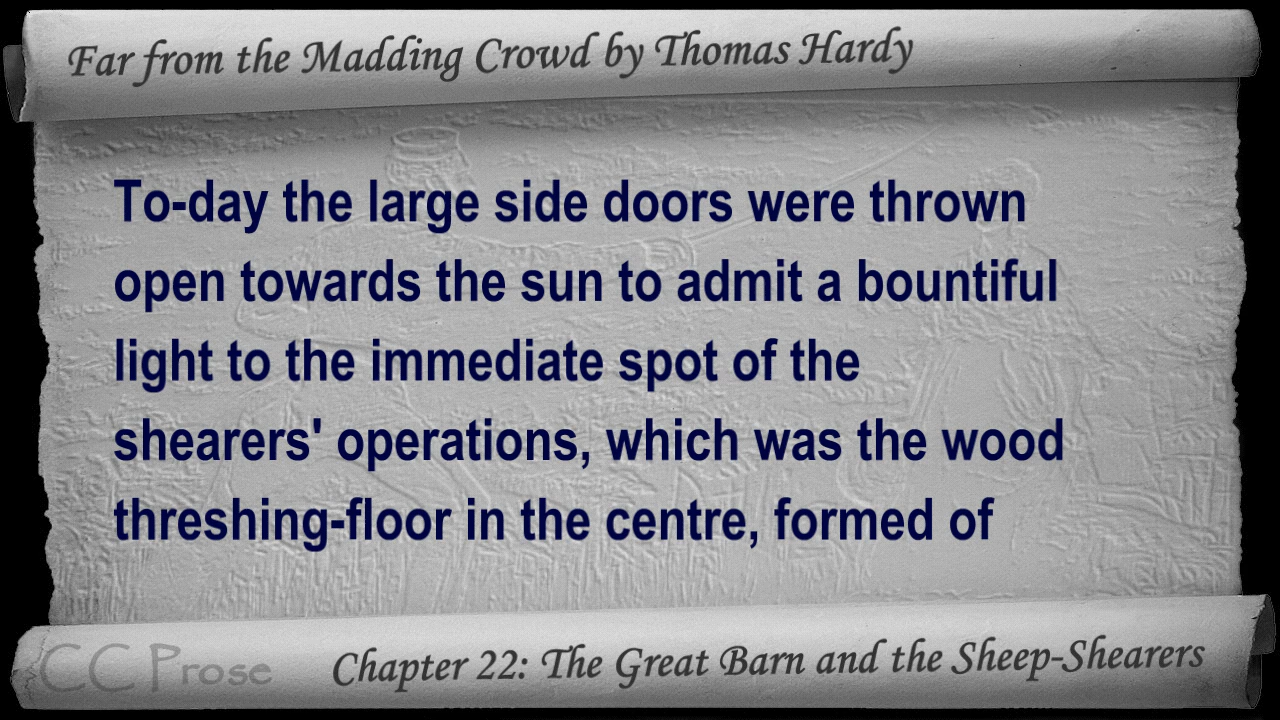 Far from the Madding Crowd by Thomas Hardy
To-day the large side doors were thrown
open towards the sun to admit a bountiful
light to the immediate spot of the
shearers' operations, which was the wood
threshing-floor in the centre, formed of
CC Prose
Chapter 22: The Great Barn and the Sheep-Shearers